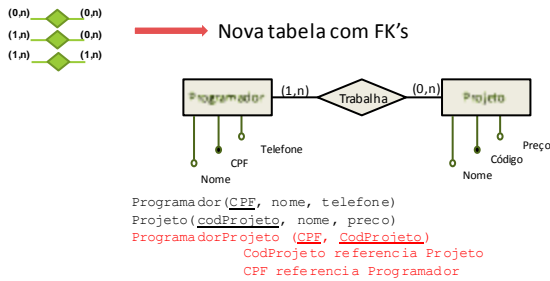 (0,n) (0,n)
(1,n) (0,n)
(1,n) (1,n)
Nova tabela com FK's
Programador (1,n) Trabalha (0,n) Projeto
Telefone
CPF
Nome
Preço
Código
Nome
Programador(CPF, nome, telefone)
Projeto(codProjeto, nome, preco)
ProgramadorProjeto (CPF, CodProjeto)
CodProjeto referencia Projeto
CPF referencia Programador